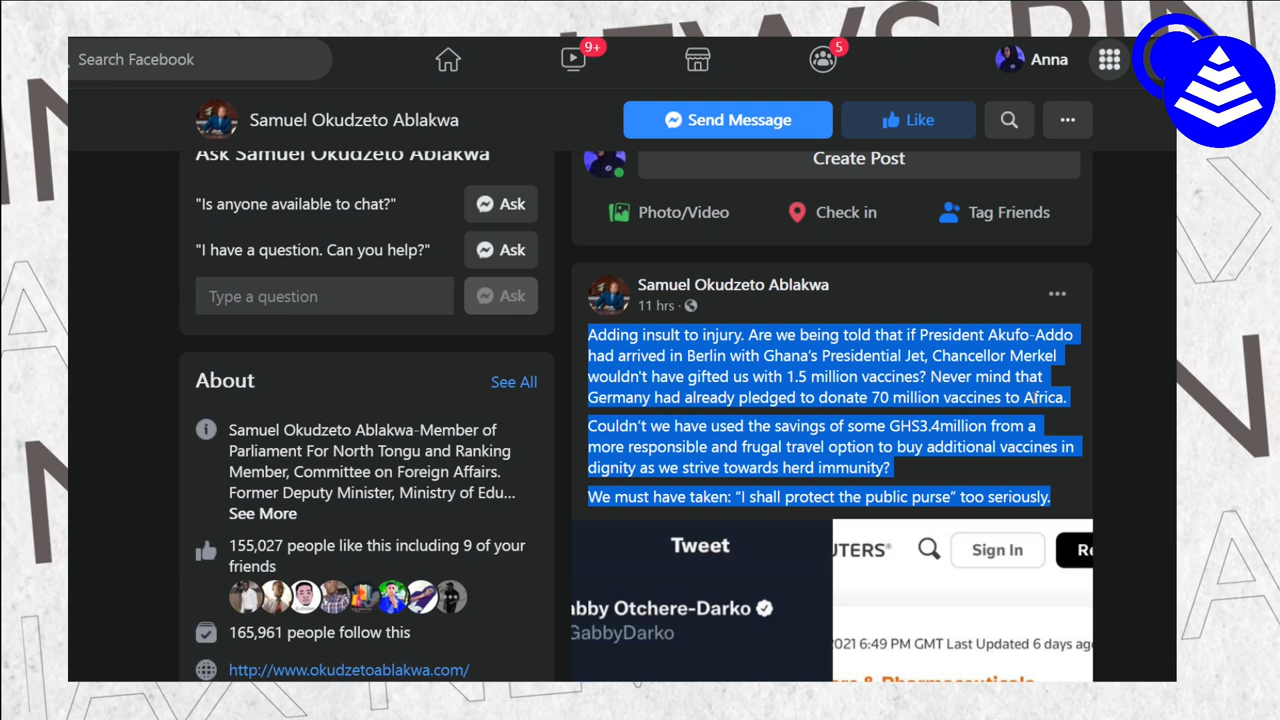 Search Facebook
9+
5
Anna
Samuel Okudzeto Ablakwa
Send Message
Like
Ask Samuel Okudzeto Ablakwa
"Is anyone available to chat?"
Ask
"I have a question. Can you help?"
Ask
Type a question
Ask
About
See All
Samuel Okudzeto Ablakwa-Member of
Parliament For North Tongu and Ranking
Member, Committee on Foreign Affairs.
Former Deputy Minister, Ministry of Edu...
See More
155,027 people like this including 9 of your
friends
165,961 people follow this
http://www.okudzetoablakwa.com/
Create Post
Photo/Video
Check in
Tag Friends
Samuel Okudzeto Ablakwa
11 hrs ·
Adding insult to injury. Are we being told that if President Akufo-Addo
had arrived in Berlin with Ghana's Presidential Jet, Chancellor Merkel
wouldn't have gifted us with 1.5 million vaccines? Never mind that
Germany had already pledged to donate 70 million vaccines to Africa.
Couldn't we have used the savings of some GHS3.4million from a
more responsible and frugal travel option to buy additional vaccines in
dignity as we strive towards herd immunity?
We must have taken: “I shall protect the public purse” too seriously.
Tweet
abby Otchere-Darko
GabbyDarko
UTERS®
Sign In
Re
2021 6:49 PM GMT Last Updated 6 days ago